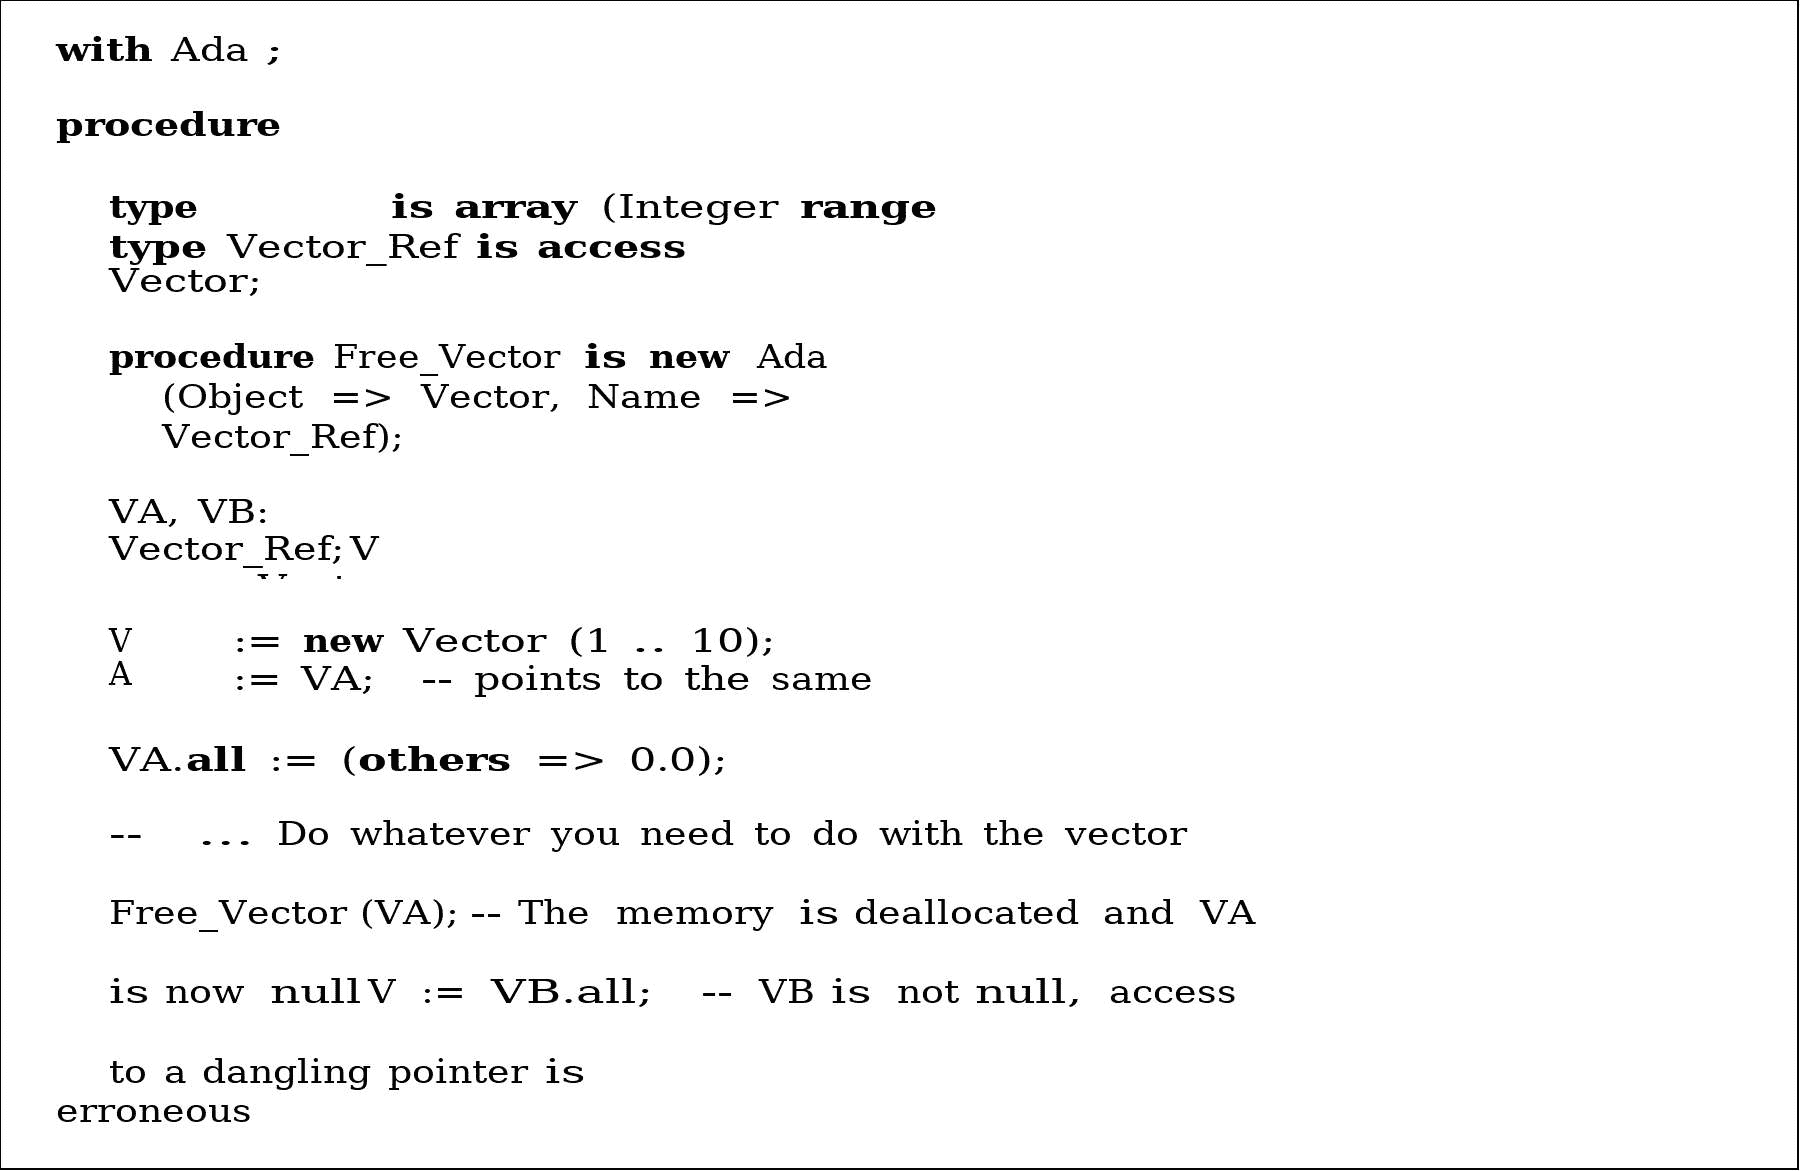 with Ada ;
procedure
type is array (Integer range
type Vector_Ref is access
Vector;
procedure Free_Vector is new Ada
(Object => Vector, Name =>
Vector_Ref);
VA, VB:
Vector_Ref; V
V := new Vector (1 .. 10);
A := VA; -- points to the same
VA.all := (others => 0.0);
-- ... Do whatever you need to do with the vector
Free_Vector (VA); -- The memory is deallocated and VA
is now null V := VB.all; -- VB is not null, access
to a dangling pointer is
erroneous